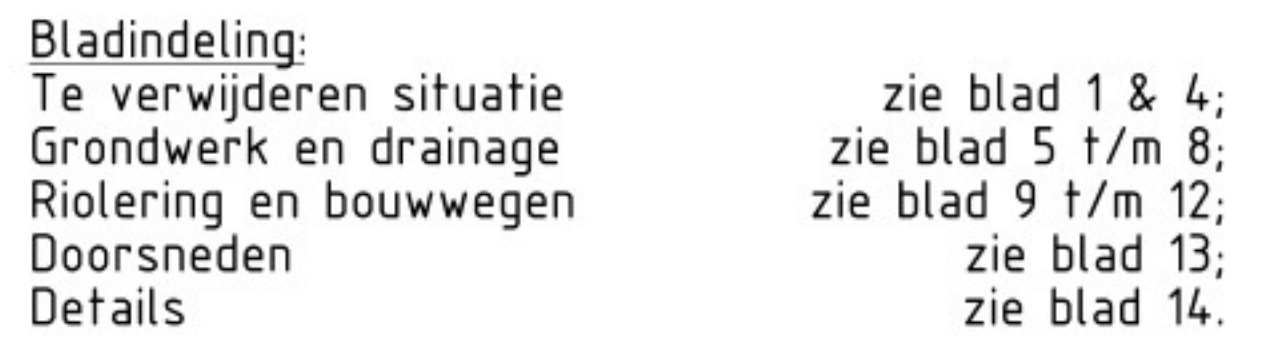 Bladindeling:
Te verwijderen situatie zie blad 1 & 4;
Grondwerk en drainage zie blad 5 t/m 8;
Riolering en bouwwegen zie blad 9 t/m 12;
Doorsneden zie blad 13;
Details zie blad 14.